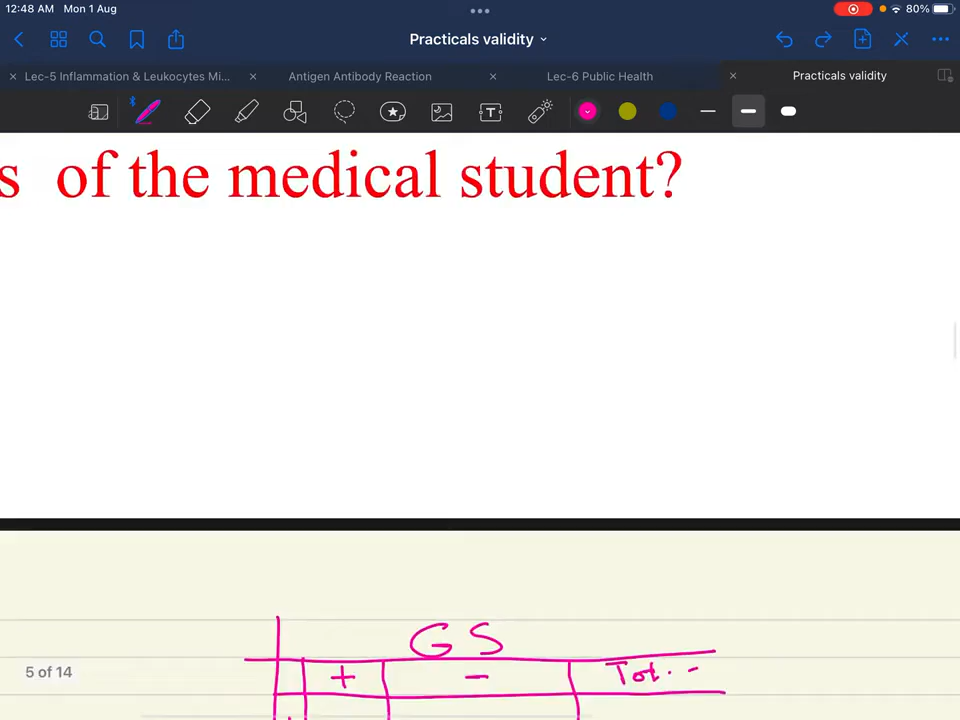 12:48 AM Mon 1 Aug
80%
Practicals validity
Lec-5 Inflammation & Leukocytes Mi...
Antigen Antibody Reaction
Lec-6 Public Health
Practicals validity
s of the medical student?
G S
+ - Tot. -
5 of 14